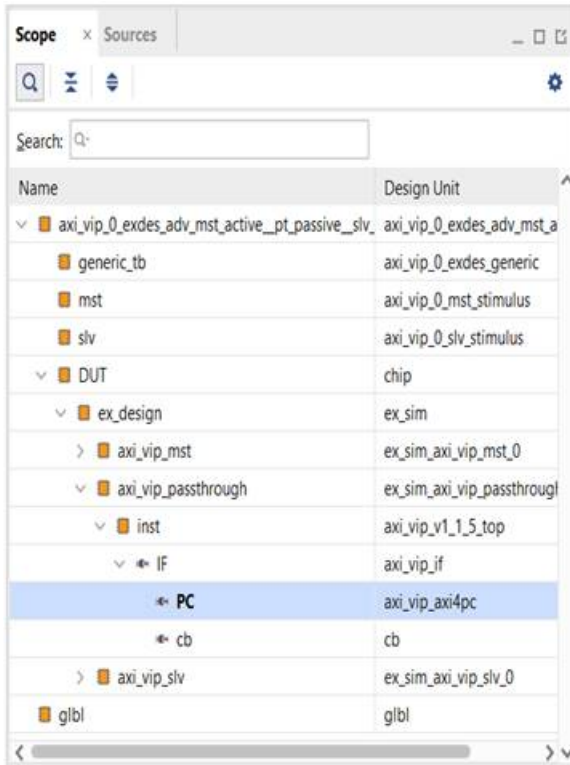 Scope × Sources
Search:
Name Design Unit
axi_vip_0_exdes_adv_mst_active__pt_passive__slv_ axi_vip_0_exdes_adv_mst_a
generic_tb axi_vip_0_exdes_generic
mst axi_vip_0_mst_stimulus
slv axi_vip_0_slv_stimulus
DUT chip
ex_design ex_sim
axi_vip_mst ex_sim_axi_vip_mst_0
axi_vip_passthrough ex_sim_axi_vip_passthrough
inst axi_vip_v1_1_5_top
IF axi_vip_if
PC axi_vip_axi4pc
cb cb
axi_vip_slv ex_sim_axi_vip_slv_0
glbl glbl